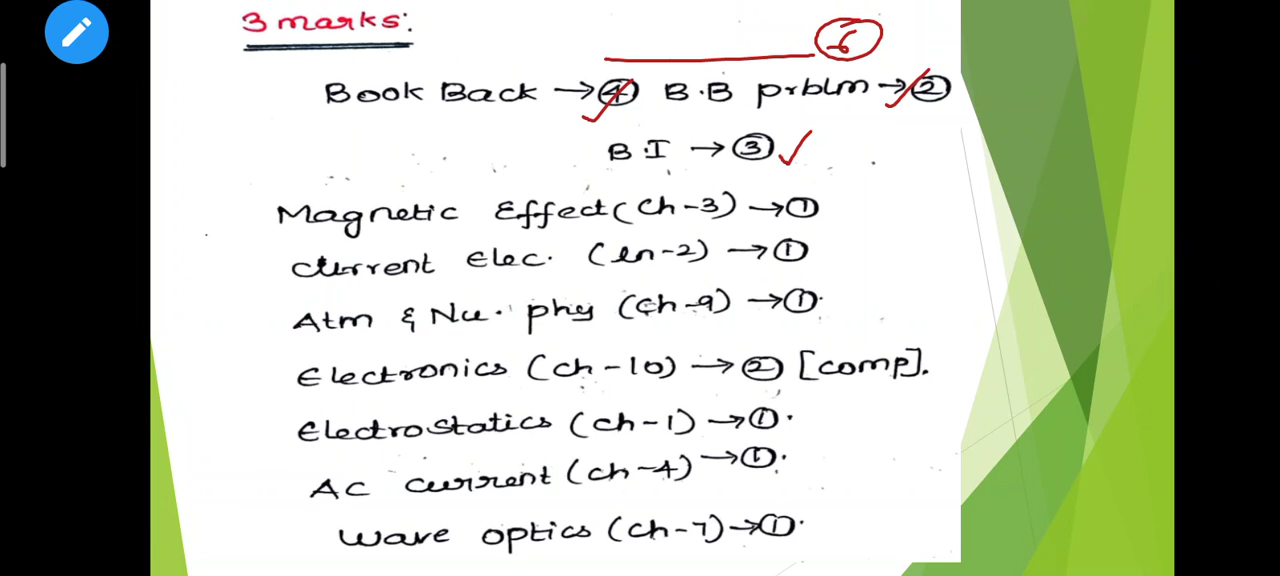 3 marks:
6
Book Back → 4 B.B prblm → 2
B.I → 3
Magnetic Effect (ch-3) → 1
Current Elec. (ln-2) → 1
Atm & Nu. phy (ch-9) → 1.
Electronics (ch-10) → 2 [comp].
Electrostatics (ch-1) → 1.
AC current (ch-4) → 1.
Wave optics (ch-7) → 1.